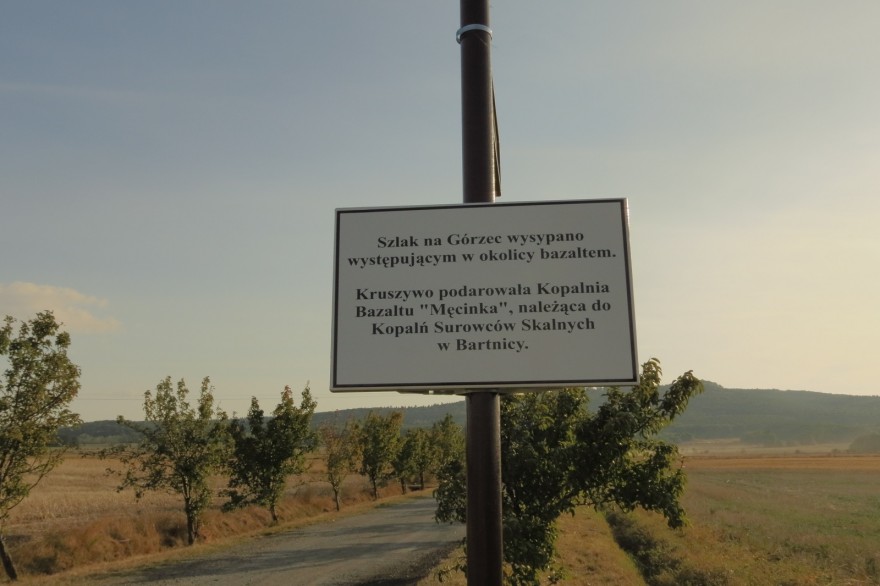 Szlak na Górzec wysypano
występującym w okolicy bazaltem.
Kruszywo podarowała Kopalnia
Bazaltu "Męcinka", należąca do
Kopalń Surowców Skalnych
w Bartnicy.